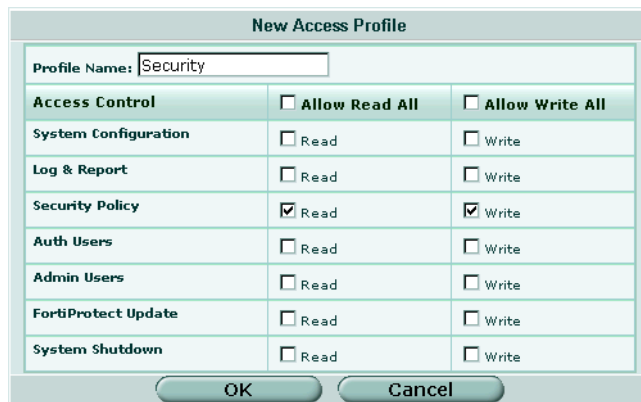 New Access Profile
Profile Name: Security
Access Control Allow Read All Allow Write All
System Configuration Read Write
Log & Report Read Write
Security Policy Read Write
Auth Users Read Write
Admin Users Read Write
FortiProtect Update Read Write
System Shutdown Read Write
OK Cancel